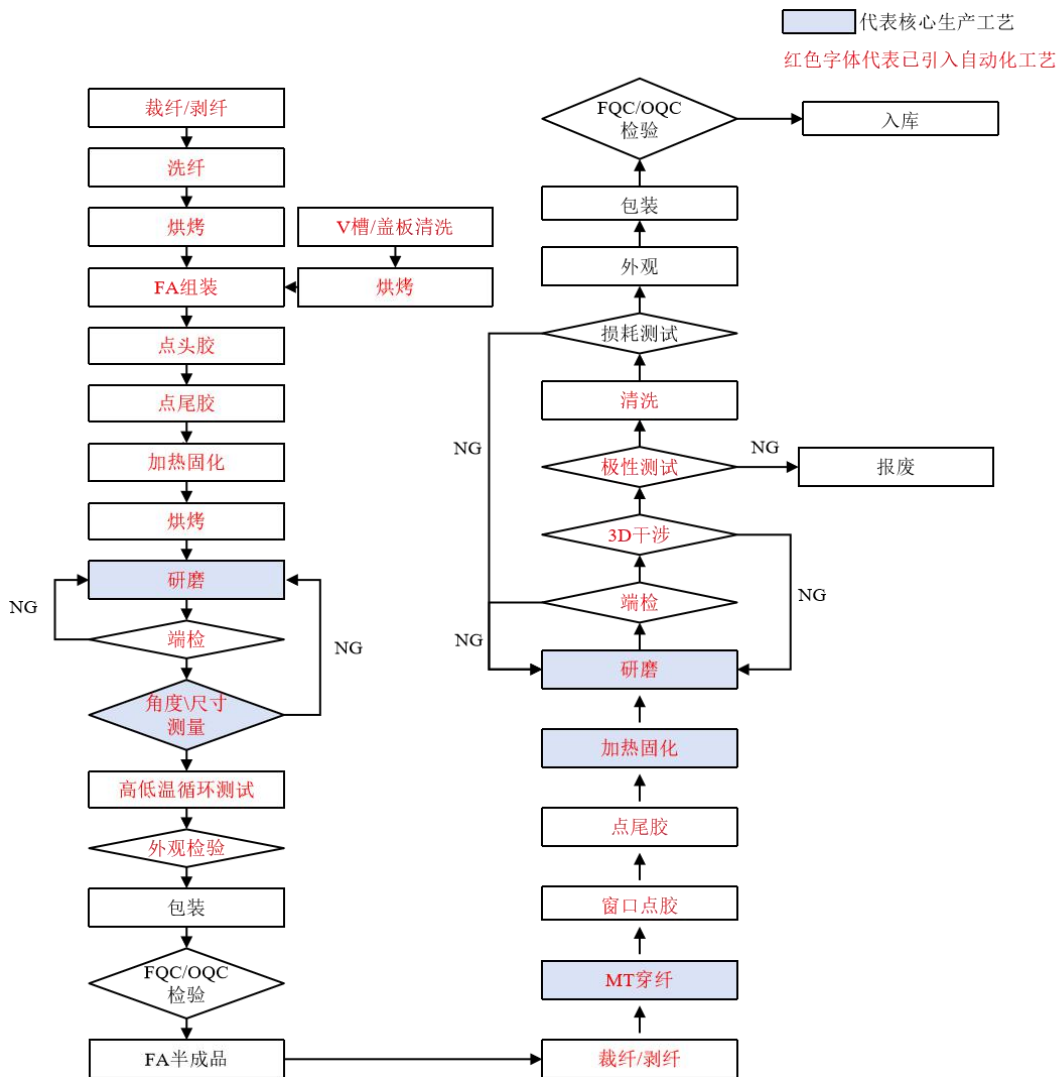 代表核心生产工艺
红色字体代表已引入自动化工艺
裁纤/剥纤
洗纤
烘烤
V槽/盖板清洗
FA组装
烘烤
点头胶
点尾胶
加热固化
烘烤
研磨
NG
端检
NG
角度\尺寸
测量
高低温循环测试
外观检验
包装
FQC/OQC
检验
FA半成品
裁纤/剥纤
MT穿纤
窗口点胶
点尾胶
加热固化
研磨
NG
端检
NG
3D干涉
极性测试
NG
报废
清洗
NG
损耗测试
外观
包装
FQC/OQC
检验
入库